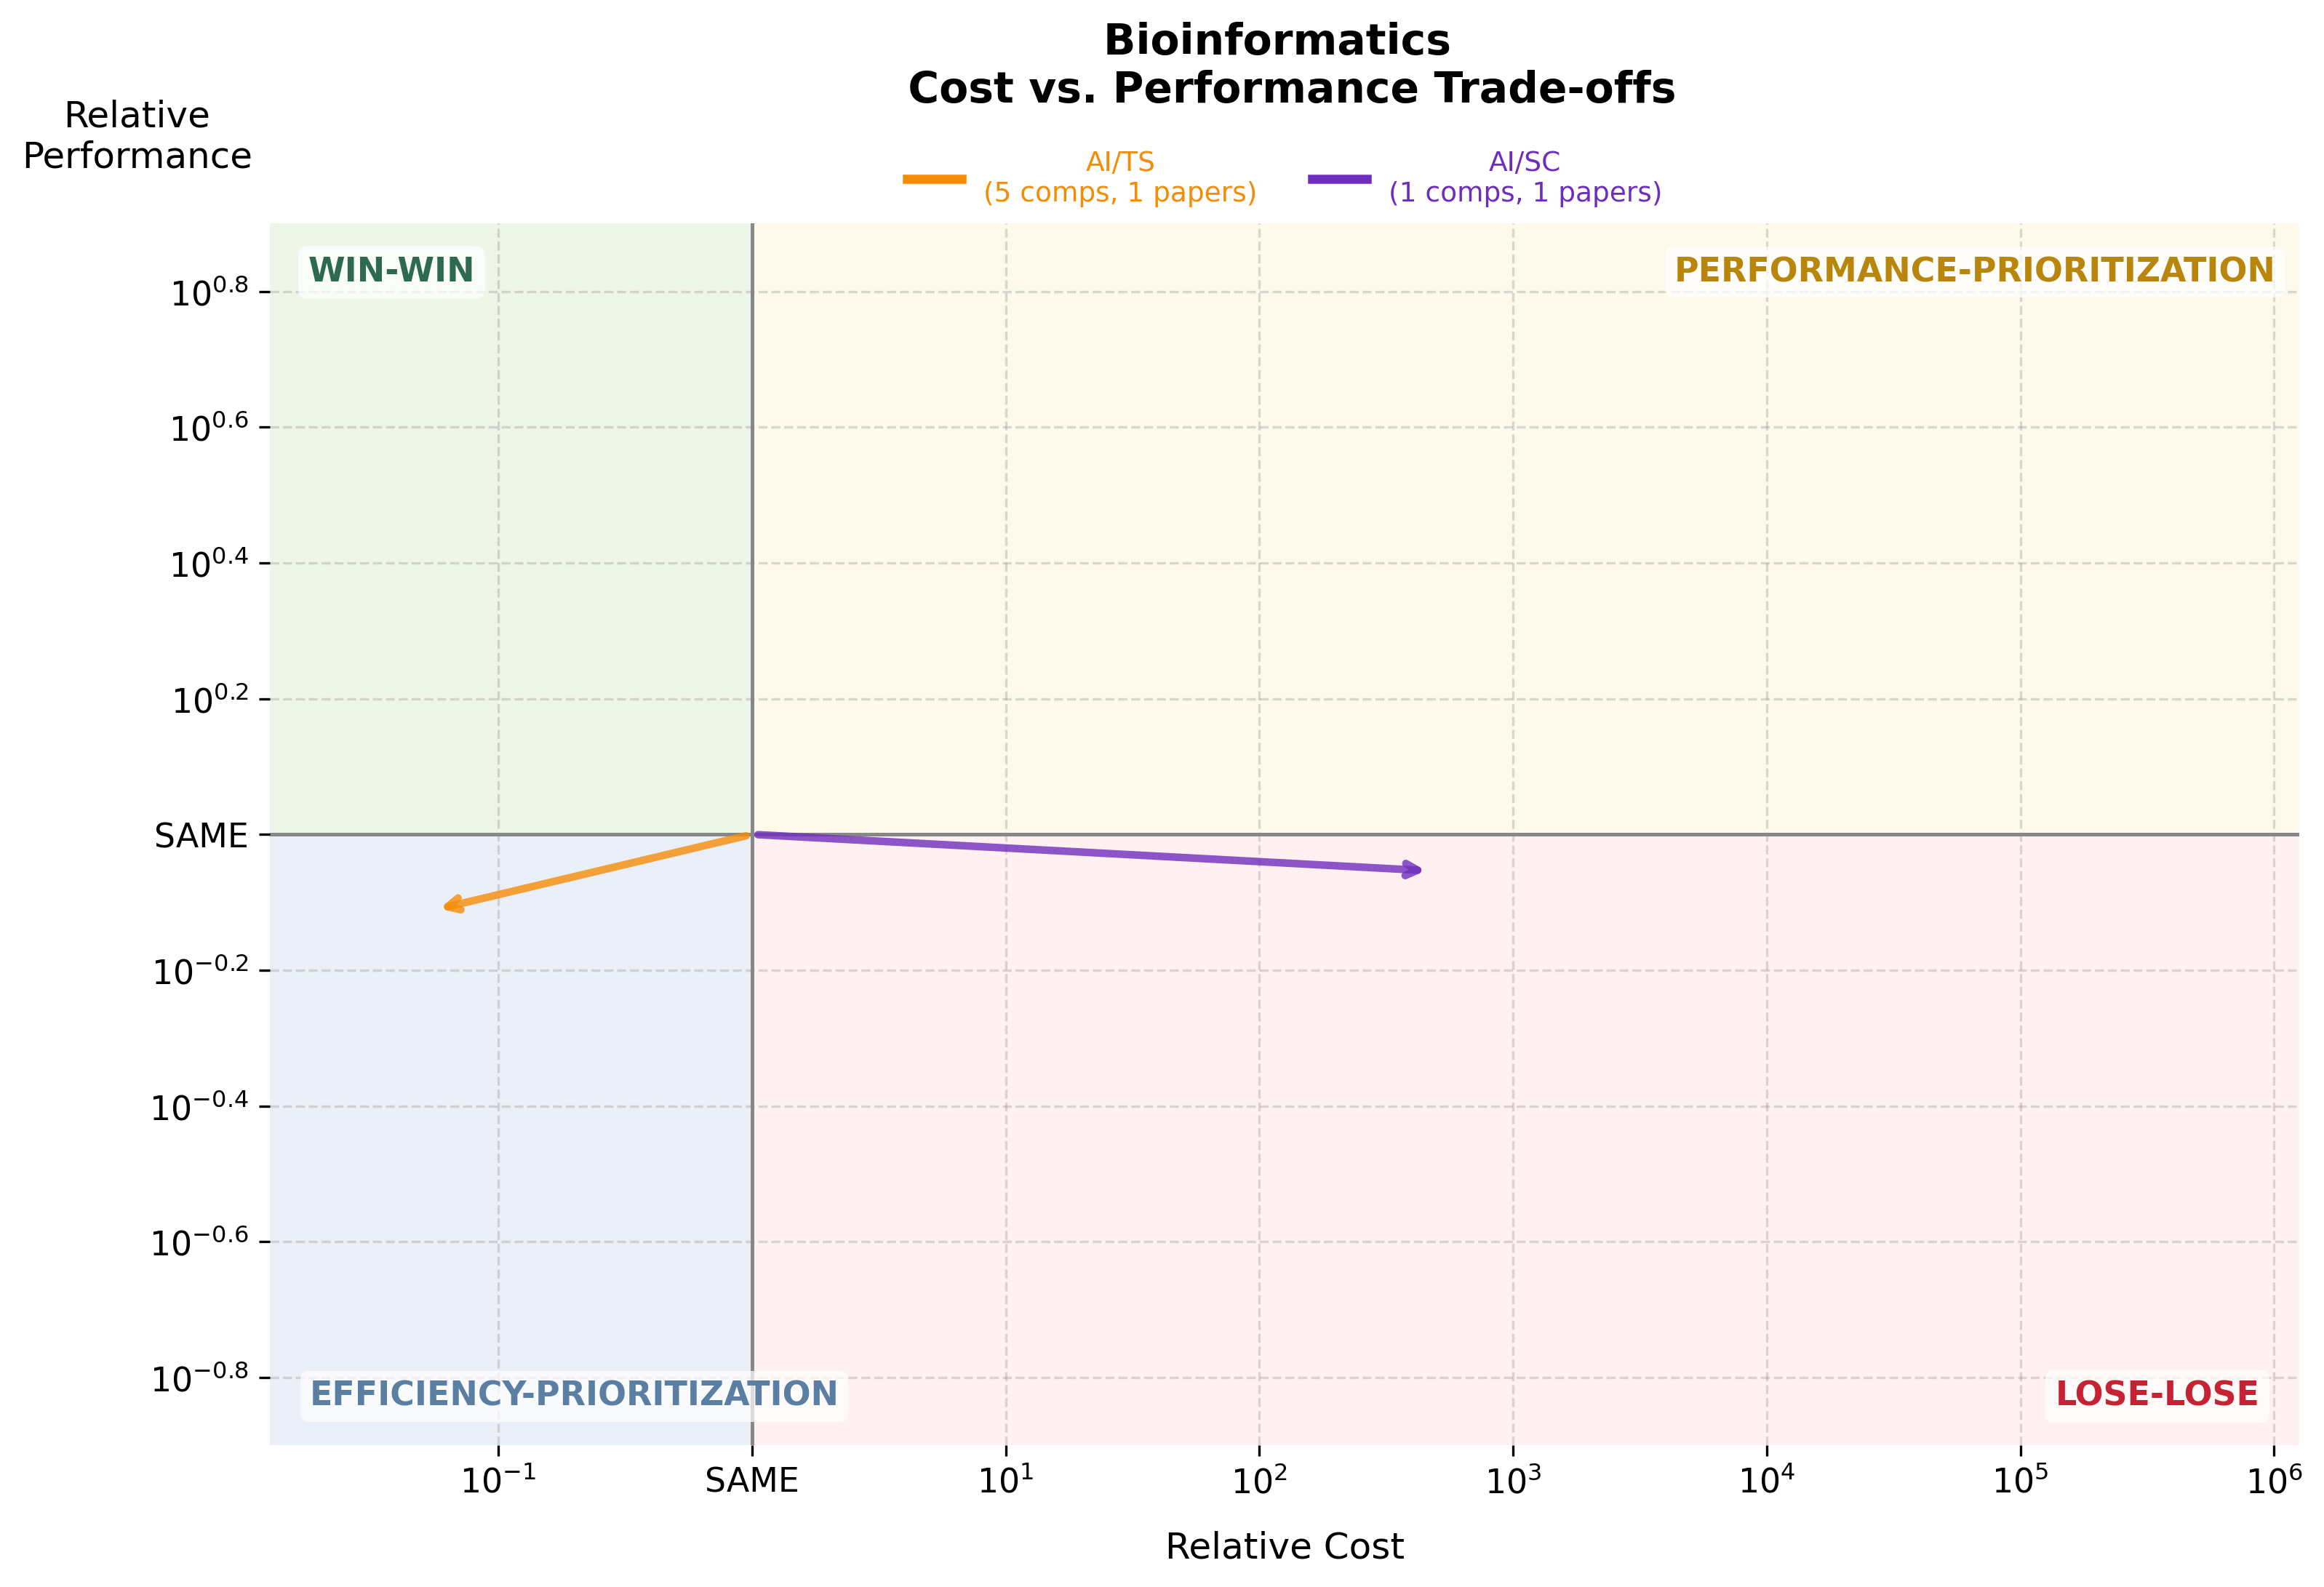 Bioinformatics
Cost vs. Performance Trade-offs
Relative
Performance
AI/TS
(5 comps, 1 papers)
AI/SC
(1 comps, 1 papers)
WIN-WIN
PERFORMANCE-PRIORITIZATION
10^0.8
10^0.6
10^0.4
10^0.2
SAME
10^−0.2
10^−0.4
10^−0.6
10^−0.8
EFFICIENCY-PRIORITIZATION
LOSE-LOSE
10^−1 SAME 10^1 10^2 10^3 10^4 10^5 10^6
Relative Cost